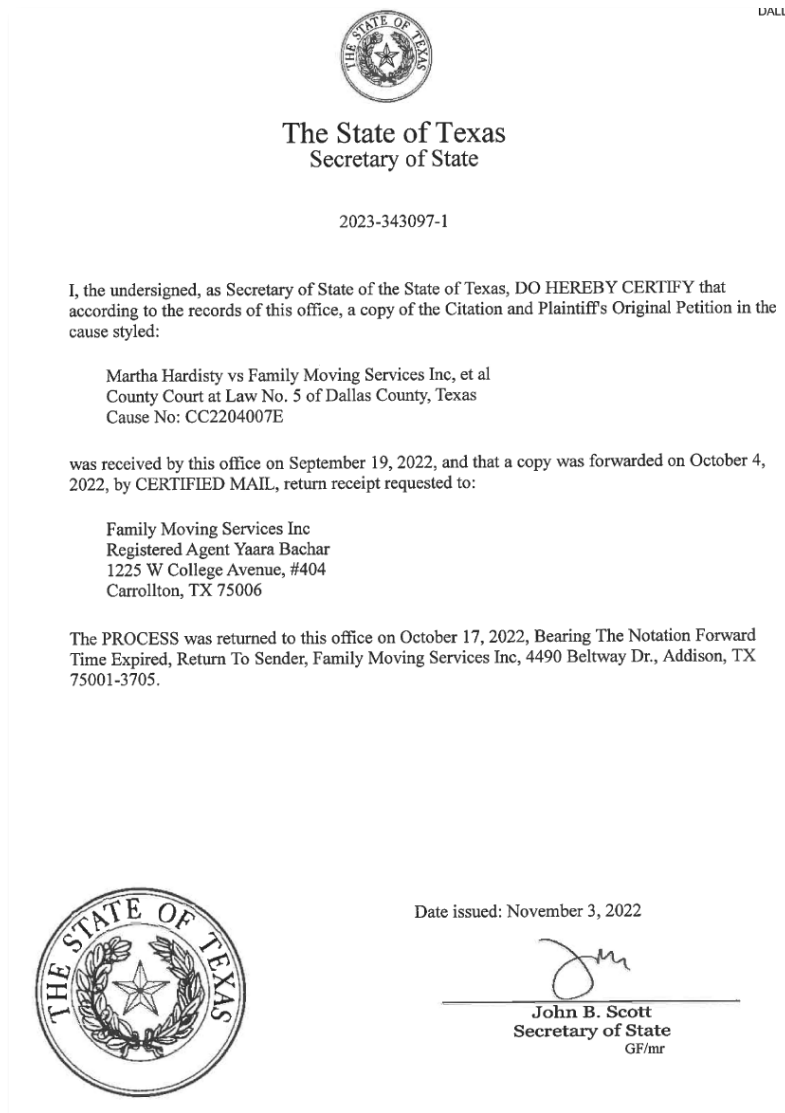 DALL
THE STATE OF TEXAS
The State of Texas
Secretary of State
2023-343097-1
I, the undersigned, as Secretary of State of the State of Texas, DO HEREBY CERTIFY that
according to the records of this office, a copy of the Citation and Plaintiff's Original Petition in the
cause styled:
Martha Hardisty vs Family Moving Services Inc, et al
County Court at Law No. 5 of Dallas County, Texas
Cause No: CC2204007E
was received by this office on September 19, 2022, and that a copy was forwarded on October 4,
2022, by CERTIFIED MAIL, return receipt requested to:
Family Moving Services Inc
Registered Agent Yaara Bachar
1225 W College Avenue, #404
Carrollton, TX 75006
The PROCESS was returned to this office on October 17, 2022, Bearing The Notation Forward
Time Expired, Return To Sender, Family Moving Services Inc, 4490 Beltway Dr., Addison, TX
75001-3705.
THE STATE OF TEXAS
Date issued: November 3, 2022
John B. Scott
Secretary of State
GF/mr